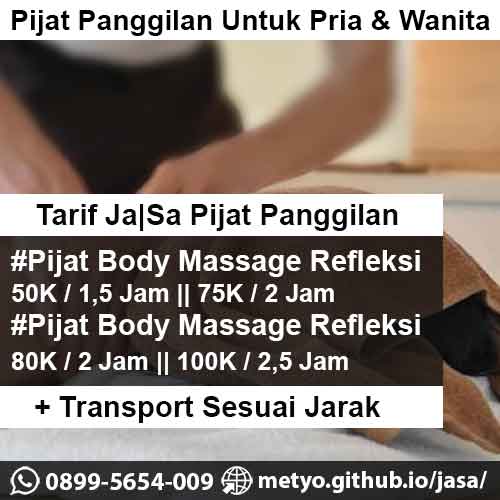 Pijat Panggilan Untuk Pria & Wanita
Tarif Ja|Sa Pijat Panggilan
#Pijat Body Massage Refleksi
50K / 1,5 Jam || 75K / 2 Jam
#Pijat Body Massage Refleksi
80K / 2 Jam || 100K / 2,5 Jam
+ Transport Sesuai Jarak
0899-5654-009 metyo.github.io/jasa/